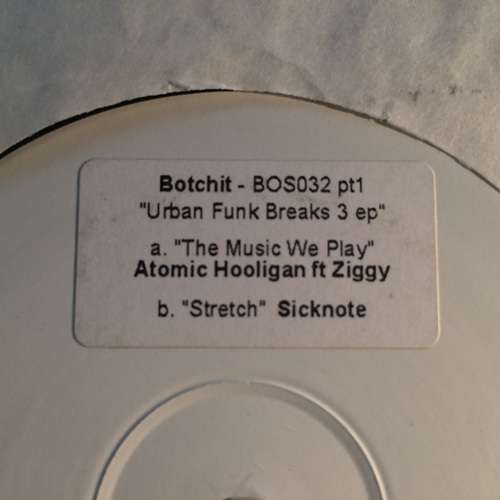 Botchit - BOS032 pt1
"Urban Funk Breaks 3 ep"
a. "The Music We Play"
Atomic Hooligan ft Ziggy
b. "Stretch" Sicknote